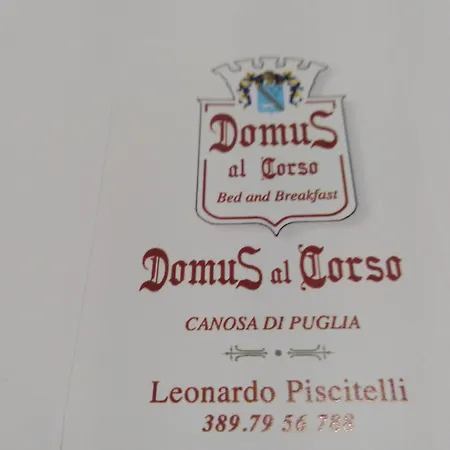 DomuS
al Corso
Bed and Breakfast
DomuS al Corso
CANOSA DI PUGLIA
Leonardo Piscitelli
389.79 56 788